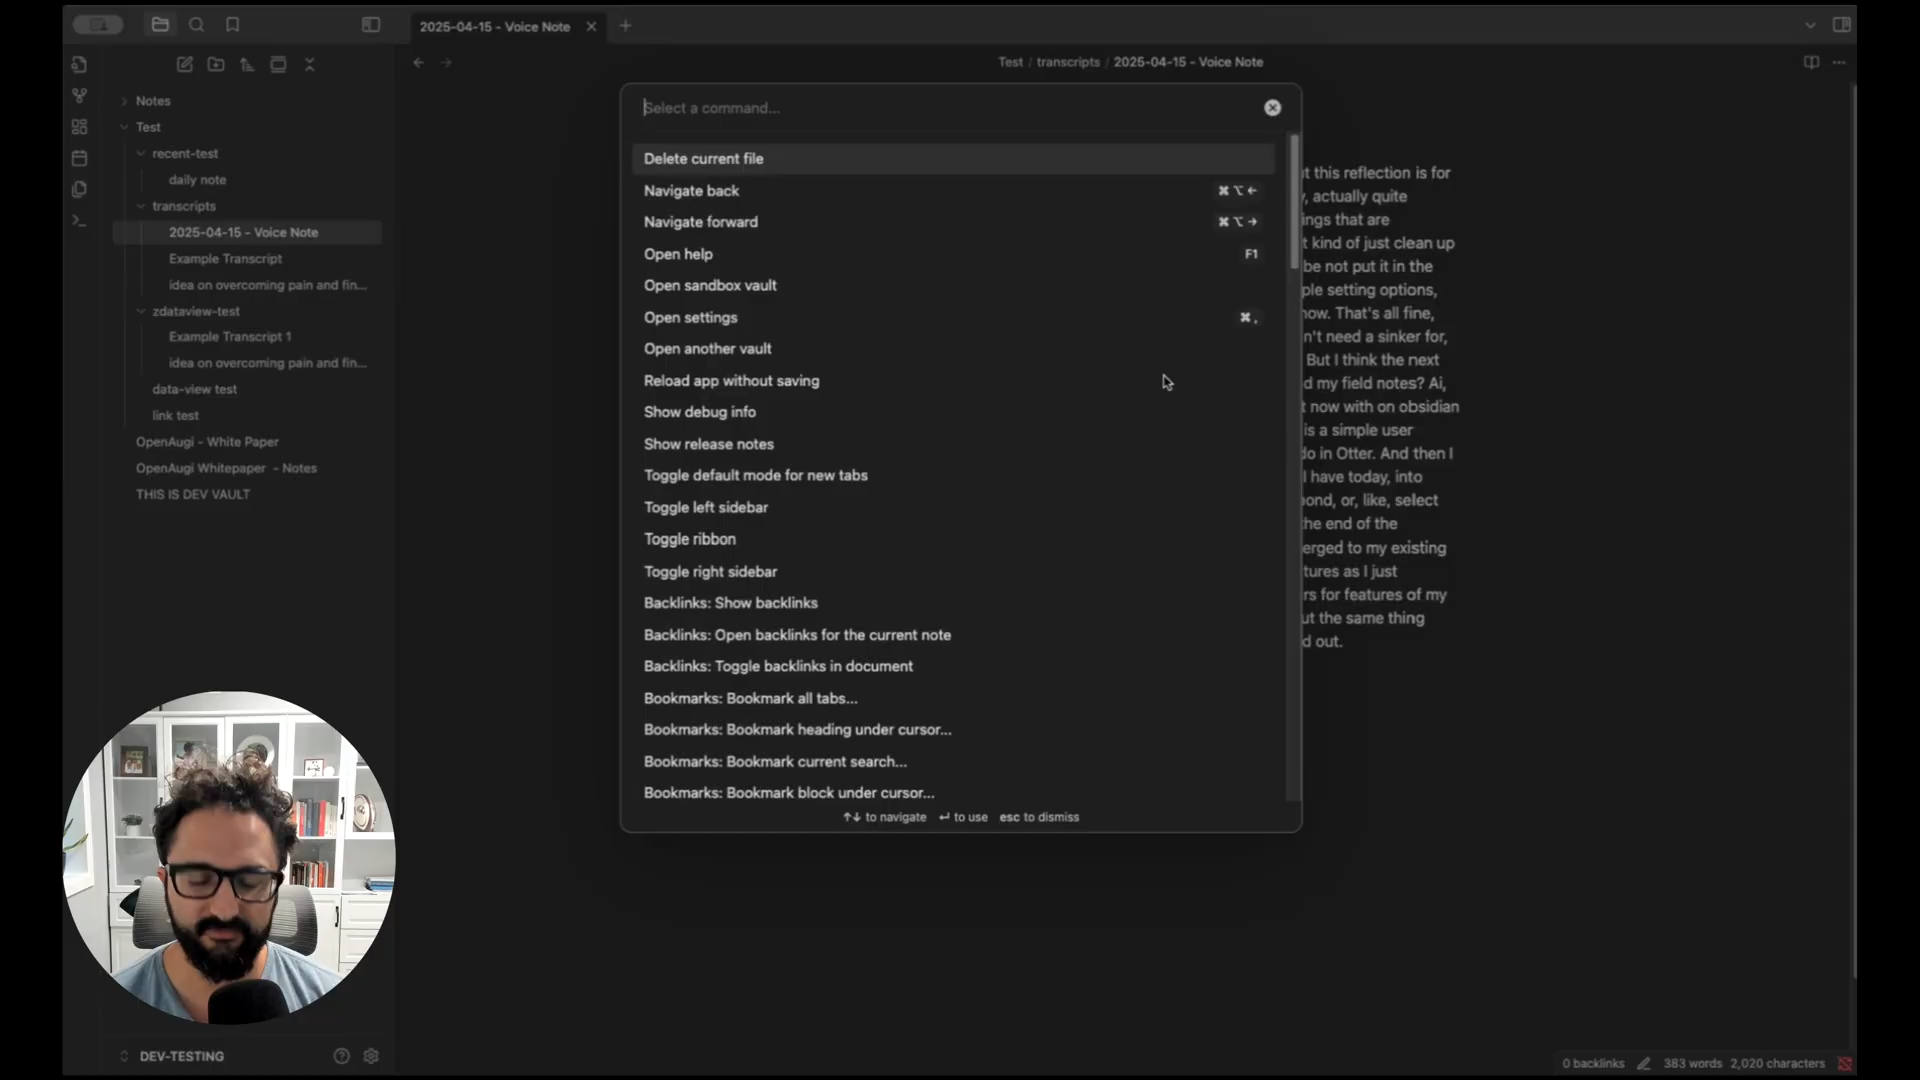 2025-04-15 - Voice Note
Test / transcripts / 2025-04-15 - Voice Note
Notes
Test
recent-test
daily note
transcripts
2025-04-15 - Voice Note
Example Transcript
idea on overcoming pain and fin...
zdataview-test
Example Transcript 1
idea on overcoming pain and fin...
data-view test
link test
OpenAugi - White Paper
OpenAugi Whitepaper - Notes
THIS IS DEV VAULT
DEV-TESTING
Select a command...
Delete current file
Navigate back ⌘ ⌥ ←
Navigate forward ⌘ ⌥ →
Open help F1
Open sandbox vault
Open settings ⌘ ,
Open another vault
Reload app without saving
Show debug info
Show release notes
Toggle default mode for new tabs
Toggle left sidebar
Toggle ribbon
Toggle right sidebar
Backlinks: Show backlinks
Backlinks: Open backlinks for the current note
Backlinks: Toggle backlinks in document
Bookmarks: Bookmark all tabs...
Bookmarks: Bookmark heading under cursor...
Bookmarks: Bookmark current search...
Bookmarks: Bookmark block under cursor...
↑↓ to navigate ↵ to use esc to dismiss
t this reflection is for
, actually quite
ings that are
t kind of just clean up
be not put it in the
ple setting options,
now. That's all fine,
n't need a sinker for,
But I think the next
d my field notes? Ai,
t now with on obsidian
is a simple user
do in Otter. And then I
I have today, into
pond, or, like, select
the end of the
erged to my existing
tures as I just
rs for features of my
ut the same thing
d out.
0 backlinks 383 words 2,020 characters